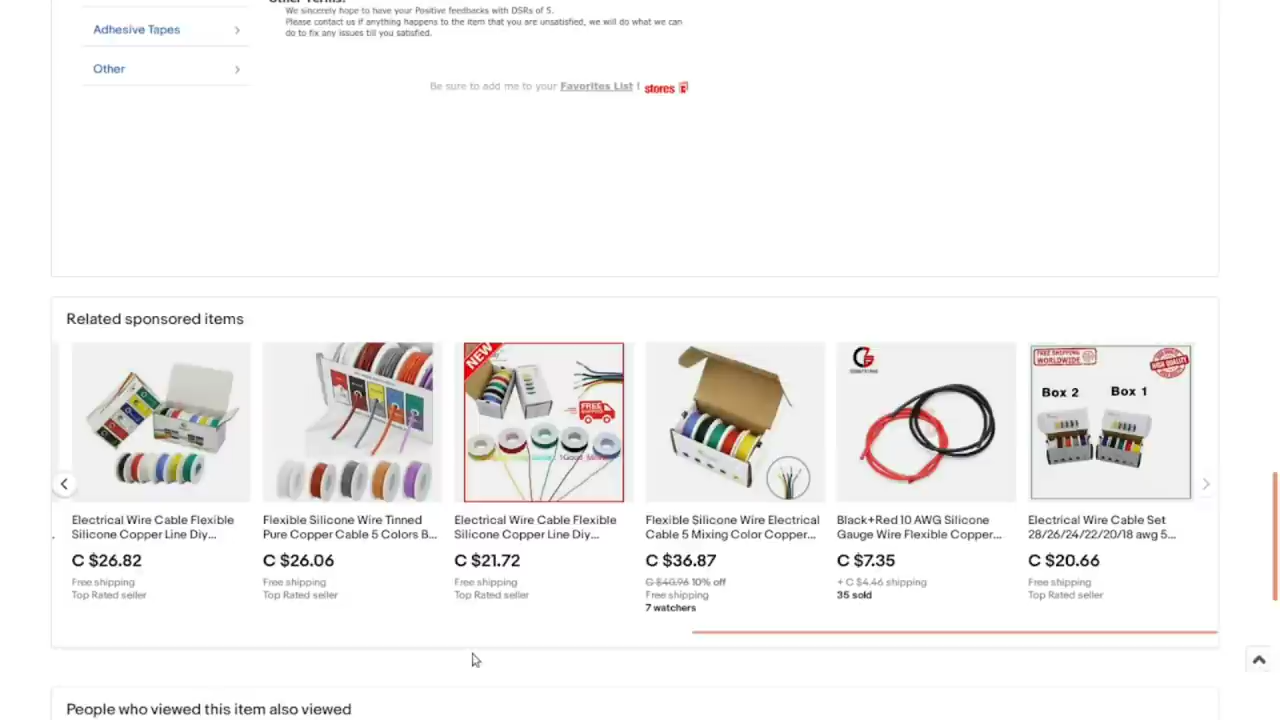 Other Terms:
We sincerely hope to have your Positive feedbacks with DSRs of 5.
Please contact us if anything happens to the item that you are unsatisfied, we will do what we can
do to fix any issues till you satisfied.
Adhesive Tapes
Other
Be sure to add me to your Favorites List ! stores
Related sponsored items
NEW
FREE SHIPPING
FREE SHIPPING WORLDWIDE
HIGH QUALITY
Box 2
Box 1
Electrical Wire Cable Flexible
Silicone Copper Line Diy...
C $26.82
Free shipping
Top Rated seller
Flexible Silicone Wire Tinned
Pure Copper Cable 5 Colors B...
C $26.06
Free shipping
Top Rated seller
Electrical Wire Cable Flexible
Silicone Copper Line Diy...
C $21.72
Free shipping
Top Rated seller
Flexible Silicone Wire Electrical
Cable 5 Mixing Color Copper...
C $36.87
C $40.96 10% off
Free shipping
7 watchers
Black+Red 10 AWG Silicone
Gauge Wire Flexible Copper...
C $7.35
+ C $4.46 shipping
35 sold
Electrical Wire Cable Set
28/26/24/22/20/18 awg 5...
C $20.66
Free shipping
Top Rated seller
People who viewed this item also viewed